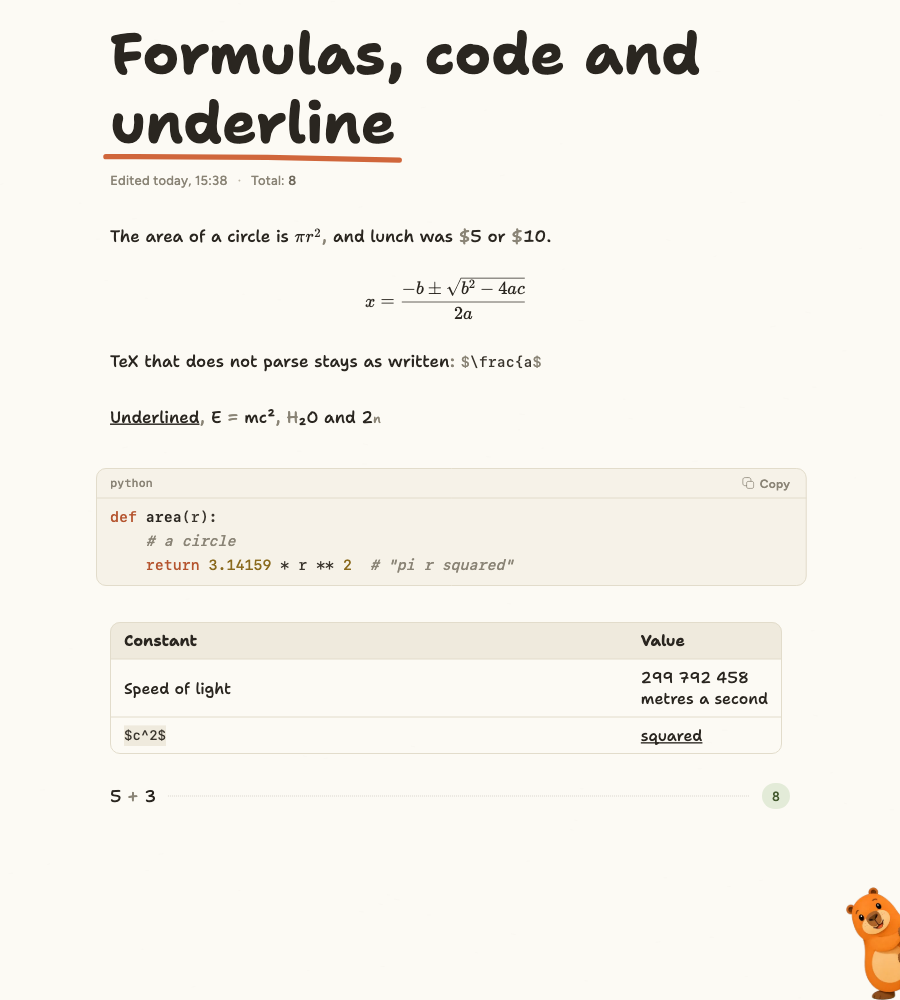 Formulas, code and
underline
Edited today, 15:38 · Total: 8
The area of a circle is πr², and lunch was $5 or $10.
x = (−b ± √(b² − 4ac)) / 2a
TeX that does not parse stays as written: $\frac{a$
Underlined, E = mc², H₂O and 2ₙ
python Copy
def area(r):
    # a circle
    return 3.14159 * r ** 2  # "pi r squared"
Constant Value
Speed of light 299 792 458
metres a second
$c^2$ squared
5 + 3 8